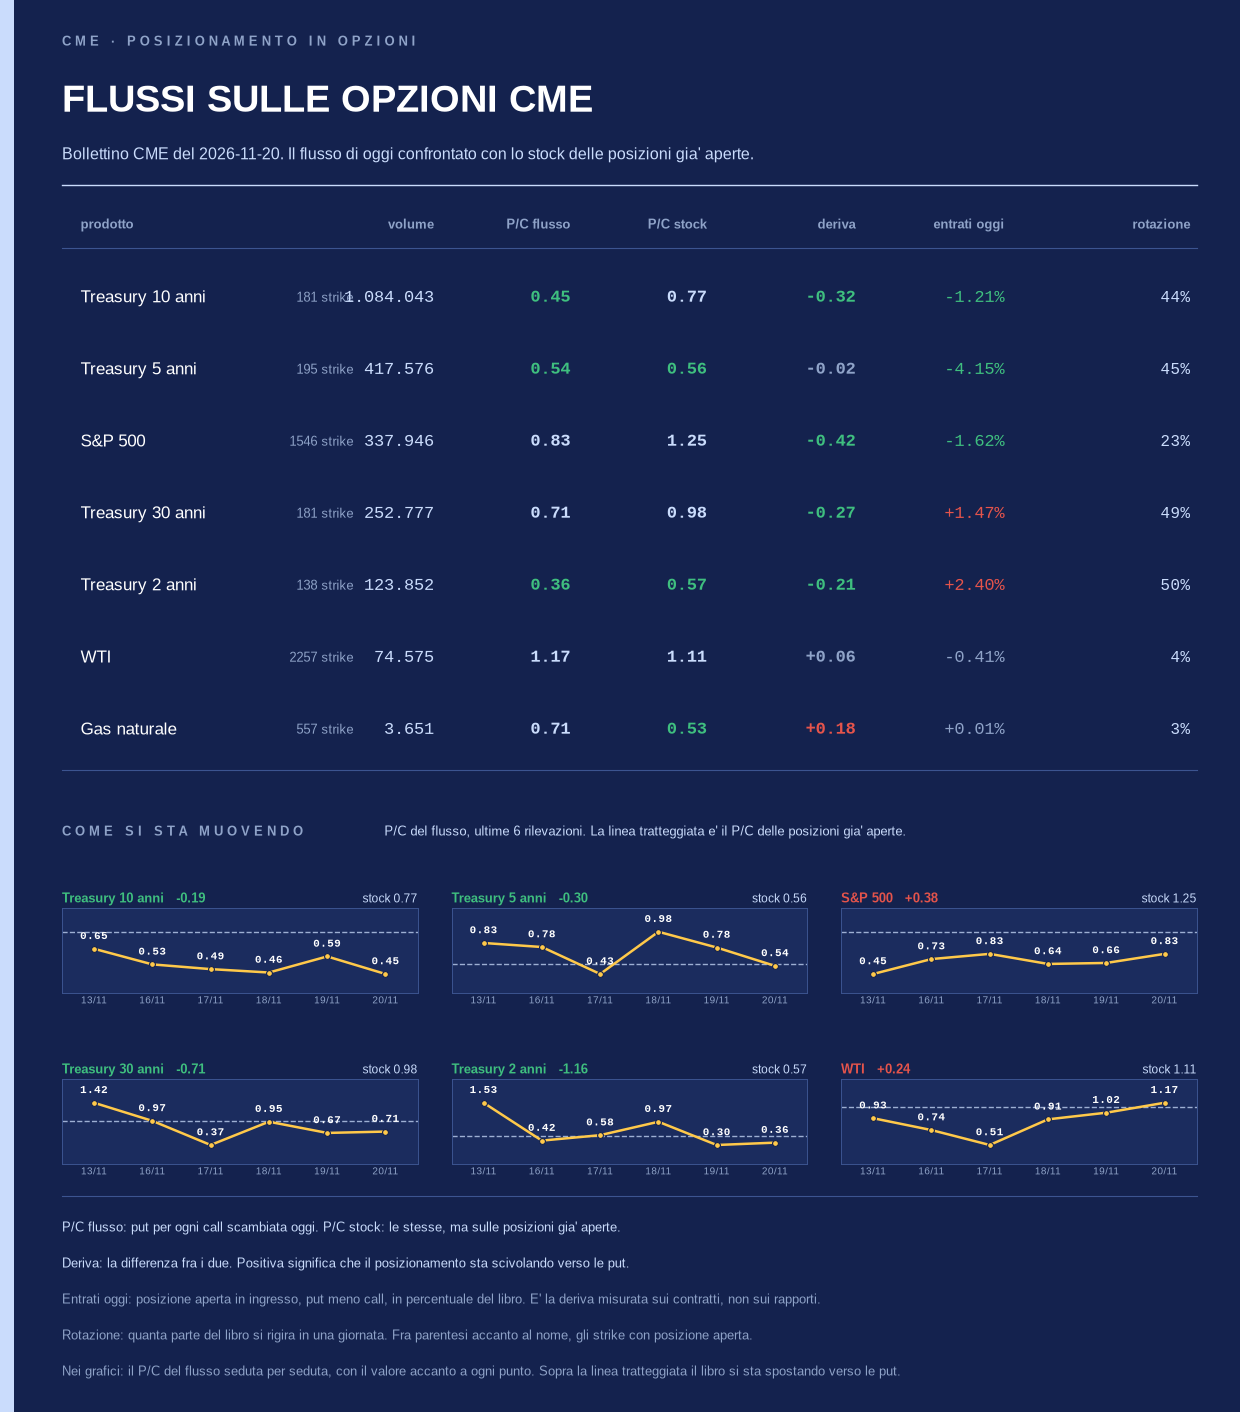 CME · POSIZIONAMENTO IN OPZIONI
FLUSSI SULLE OPZIONI CME
Bollettino CME del 2026-11-20. Il flusso di oggi confrontato con lo stock delle posizioni gia' aperte.
prodotto volume P/C flusso P/C stock deriva entrati oggi rotazione
Treasury 10 anni 181 strike 1.084.043 0.45 0.77 -0.32 -1.21% 44%
Treasury 5 anni 195 strike 417.576 0.54 0.56 -0.02 -4.15% 45%
S&P 500 1546 strike 337.946 0.83 1.25 -0.42 -1.62% 23%
Treasury 30 anni 181 strike 252.777 0.71 0.98 -0.27 +1.47% 49%
Treasury 2 anni 138 strike 123.852 0.36 0.57 -0.21 +2.40% 50%
WTI 2257 strike 74.575 1.17 1.11 +0.06 -0.41% 4%
Gas naturale 557 strike 3.651 0.71 0.53 +0.18 +0.01% 3%
COME SI STA MUOVENDO P/C del flusso, ultime 6 rilevazioni. La linea tratteggiata e' il P/C delle posizioni gia' aperte.
Treasury 10 anni -0.19 stock 0.77
0.65 0.53 0.49 0.46 0.59 0.45
13/11 16/11 17/11 18/11 19/11 20/11
Treasury 5 anni -0.30 stock 0.56
0.83 0.78 0.43 0.98 0.78 0.54
13/11 16/11 17/11 18/11 19/11 20/11
S&P 500 +0.38 stock 1.25
0.45 0.73 0.83 0.64 0.66 0.83
13/11 16/11 17/11 18/11 19/11 20/11
Treasury 30 anni -0.71 stock 0.98
1.42 0.97 0.37 0.95 0.67 0.71
13/11 16/11 17/11 18/11 19/11 20/11
Treasury 2 anni -1.16 stock 0.57
1.53 0.42 0.58 0.97 0.30 0.36
13/11 16/11 17/11 18/11 19/11 20/11
WTI +0.24 stock 1.11
0.93 0.74 0.51 0.91 1.02 1.17
13/11 16/11 17/11 18/11 19/11 20/11
P/C flusso: put per ogni call scambiata oggi. P/C stock: le stesse, ma sulle posizioni gia' aperte.
Deriva: la differenza fra i due. Positiva significa che il posizionamento sta scivolando verso le put.
Entrati oggi: posizione aperta in ingresso, put meno call, in percentuale del libro. E' la deriva misurata sui contratti, non sui rapporti.
Rotazione: quanta parte del libro si rigira in una giornata. Fra parentesi accanto al nome, gli strike con posizione aperta.
Nei grafici: il P/C del flusso seduta per seduta, con il valore accanto a ogni punto. Sopra la linea tratteggiata il libro si sta spostando verso le put.